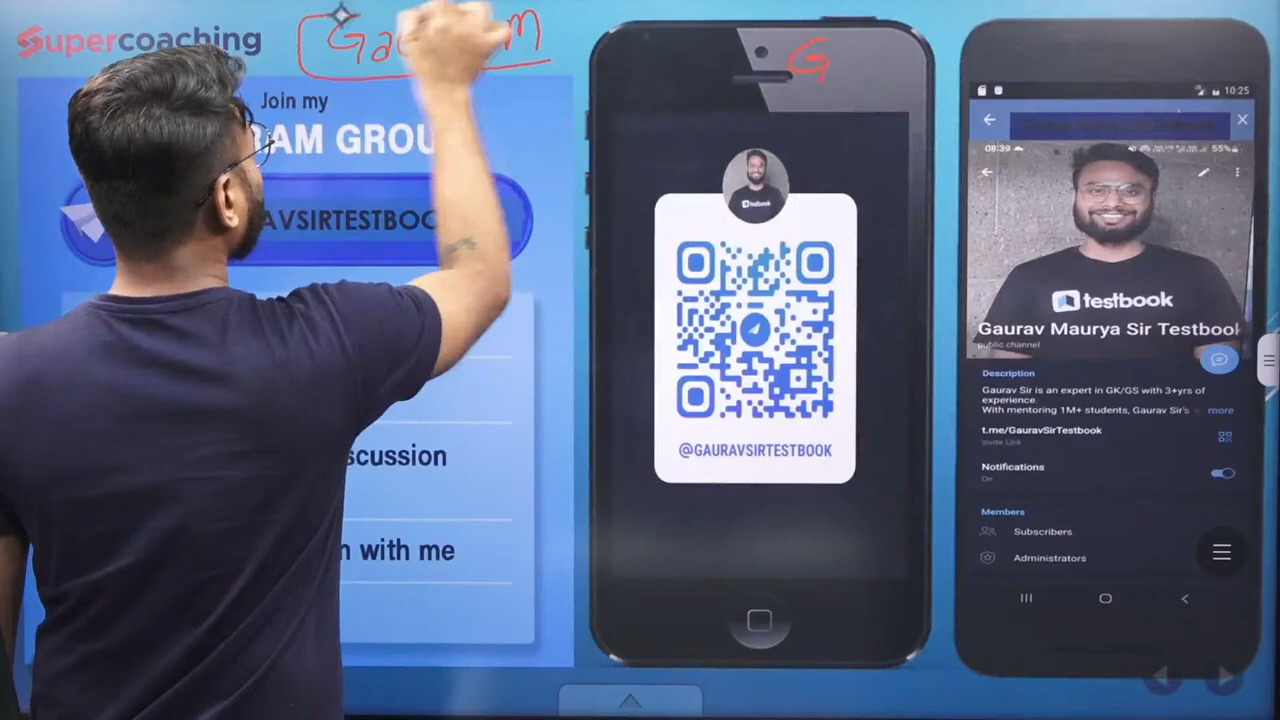 Supercoaching
G
Join my
RAM GROU
AVSIRTESTBOO
scussion
n with me
testbook
@GAURAVSIRTESTBOOK
10:25
08:39
55%
testbook
Gaurav Maurya Sir Testbook
public channel
Description
Gaurav Sir is an expert in GK/GS with 3+yrs of
experience.
With mentoring 1M+ students, Gaurav Sir's
more
t.me/GauravSirTestbook
Invite Link
Notifications
On
Members
Subscribers
Administrators